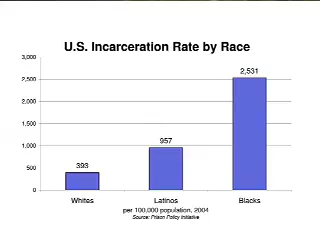 U.S. Incarceration Rate by Race
3,000
2,500
2,000
1,500
1,000
500
0
393
957
2,531
Whites
Latinos
Blacks
per 100,000 population, 2004
Source: Prison Policy Initiative